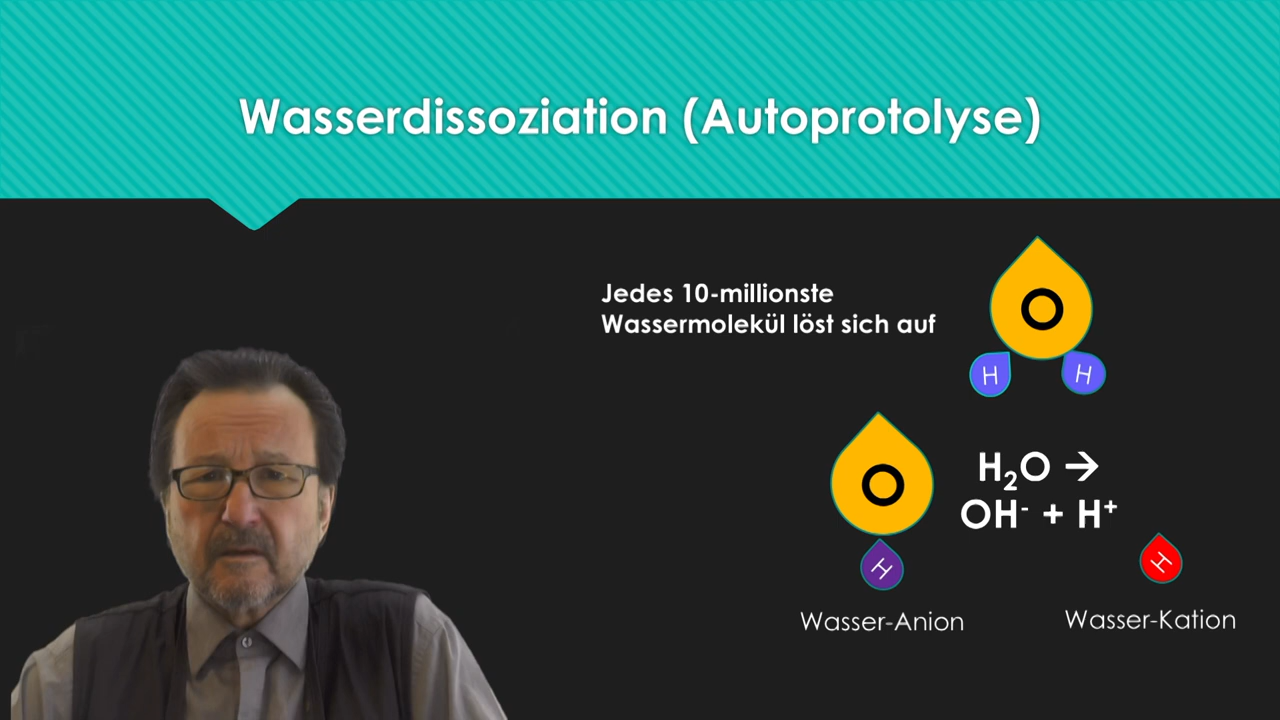 Wasserdissoziation (Autoprotolyse)
Jedes 10-millionste
Wassermolekül löst sich auf
O
H H
O
H₂O →
OH⁻ + H⁺
H
H
Wasser-Anion
Wasser-Kation